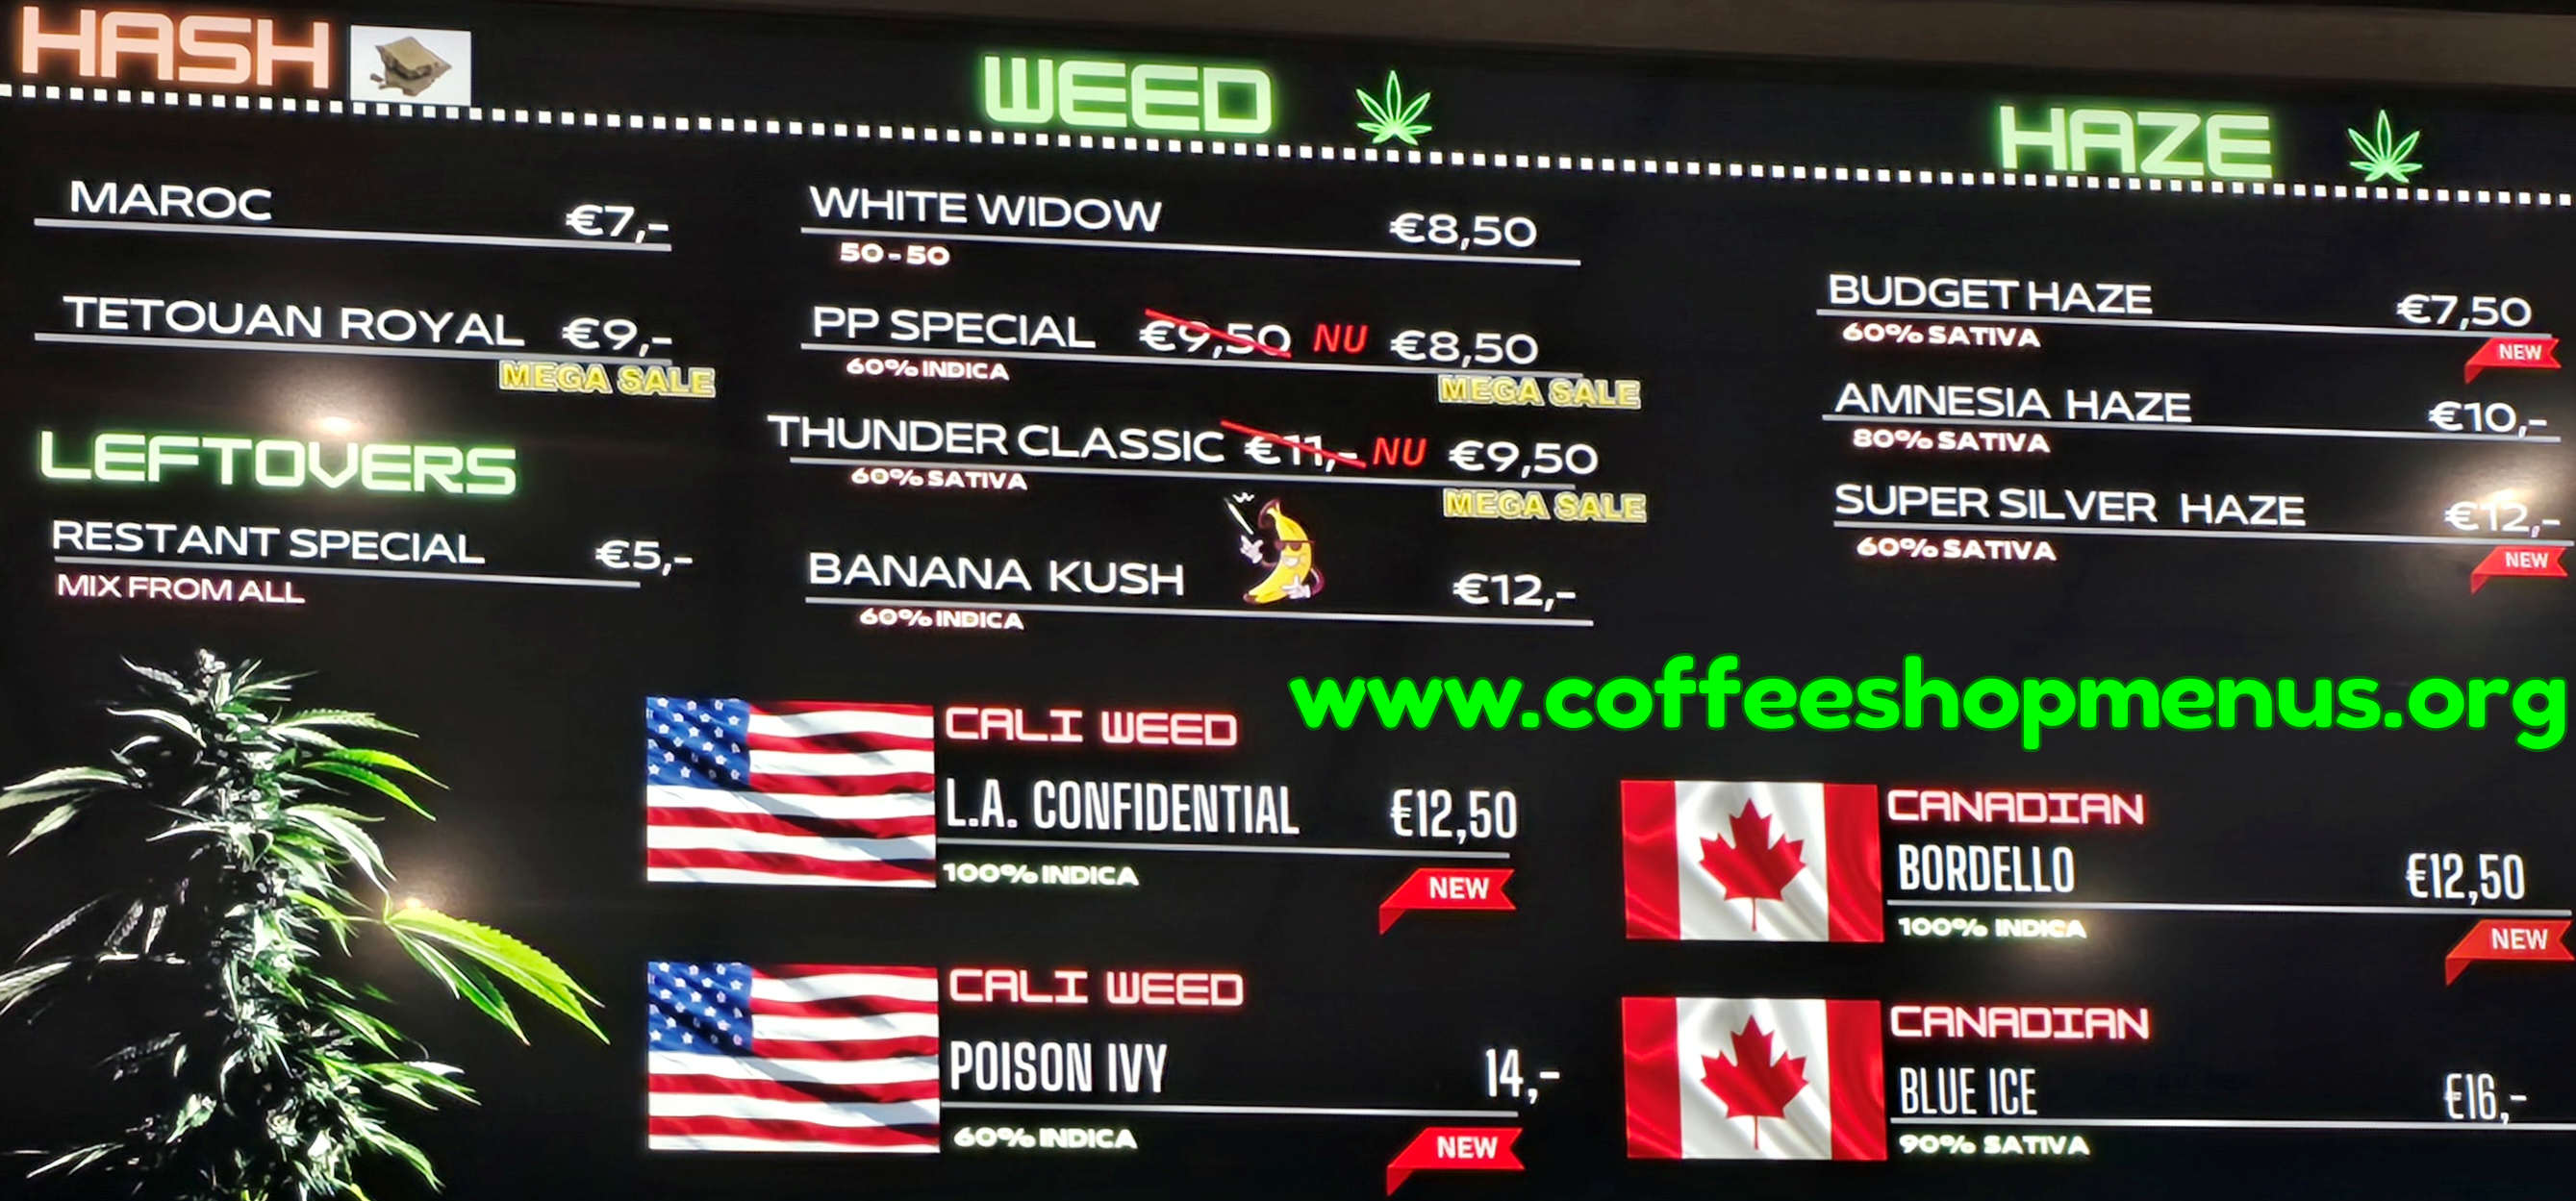 HASH
MAROC €7,-
TETOUAN ROYAL €9,-
MEGA SALE
LEFTOVERS
RESTANT SPECIAL €5,-
MIX FROM ALL
WEED
WHITE WIDOW €8,50
50-50
PP SPECIAL €9,50 NU €8,50
60% INDICA
MEGA SALE
THUNDER CLASSIC €11,- NU €9,50
60% SATIVA
MEGA SALE
BANANA KUSH €12,-
60% INDICA
HAZE
BUDGET HAZE €7,50
60% SATIVA
NEW
AMNESIA HAZE €10,-
80% SATIVA
SUPER SILVER HAZE €12,-
60% SATIVA
NEW
www.coffeeshopmenus.org
CALI WEED
L.A. CONFIDENTIAL €12,50
100% INDICA
NEW
CALI WEED
POISON IVY 14,-
60% INDICA
NEW
CANADIAN
BORDELLO €12,50
100% INDICA
NEW
CANADIAN
BLUE ICE €16,-
90% SATIVA